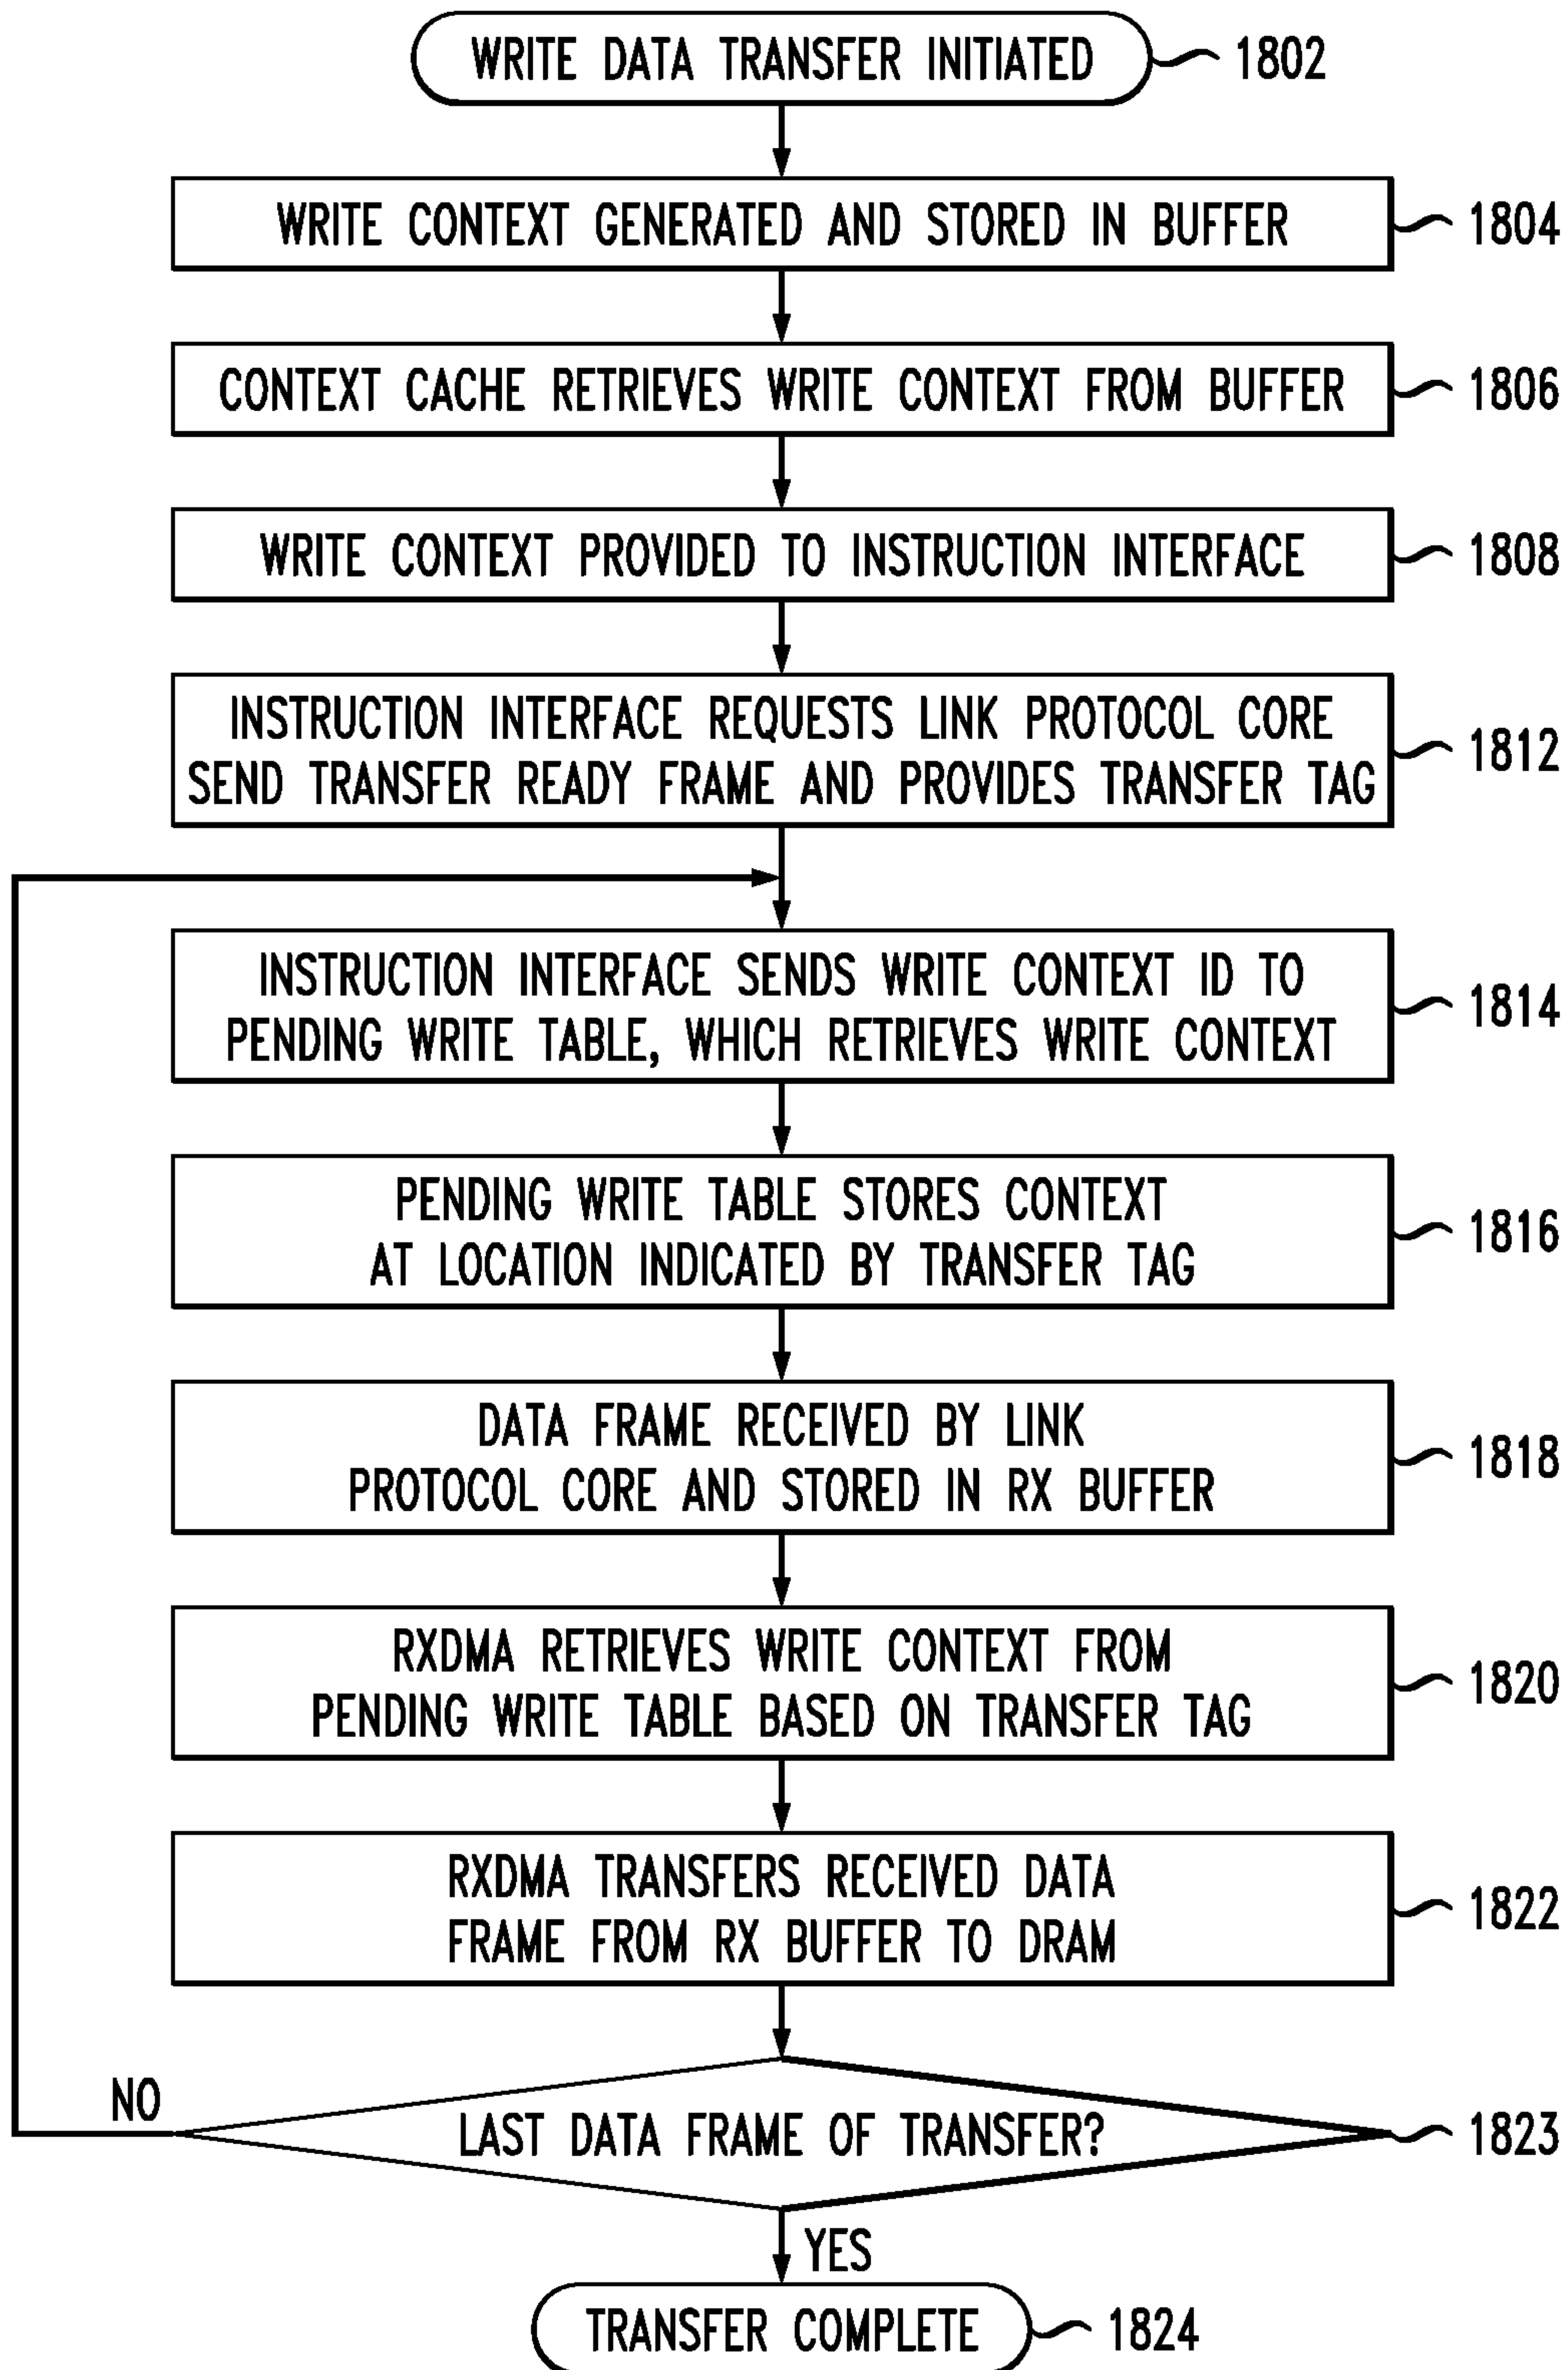 WRITE DATA TRANSFER INITIATED
1802
WRITE CONTEXT GENERATED AND STORED IN BUFFER
1804
CONTEXT CACHE RETRIEVES WRITE CONTEXT FROM BUFFER
1806
WRITE CONTEXT PROVIDED TO INSTRUCTION INTERFACE
1808
INSTRUCTION INTERFACE REQUESTS LINK PROTOCOL CORE
SEND TRANSFER READY FRAME AND PROVIDES TRANSFER TAG
1812
INSTRUCTION INTERFACE SENDS WRITE CONTEXT ID TO
PENDING WRITE TABLE, WHICH RETRIEVES WRITE CONTEXT
1814
PENDING WRITE TABLE STORES CONTEXT
AT LOCATION INDICATED BY TRANSFER TAG
1816
DATA FRAME RECEIVED BY LINK
PROTOCOL CORE AND STORED IN RX BUFFER
1818
RXDMA RETRIEVES WRITE CONTEXT FROM
PENDING WRITE TABLE BASED ON TRANSFER TAG
1820
RXDMA TRANSFERS RECEIVED DATA
FRAME FROM RX BUFFER TO DRAM
1822
NO
LAST DATA FRAME OF TRANSFER?
1823
YES
TRANSFER COMPLETE
1824